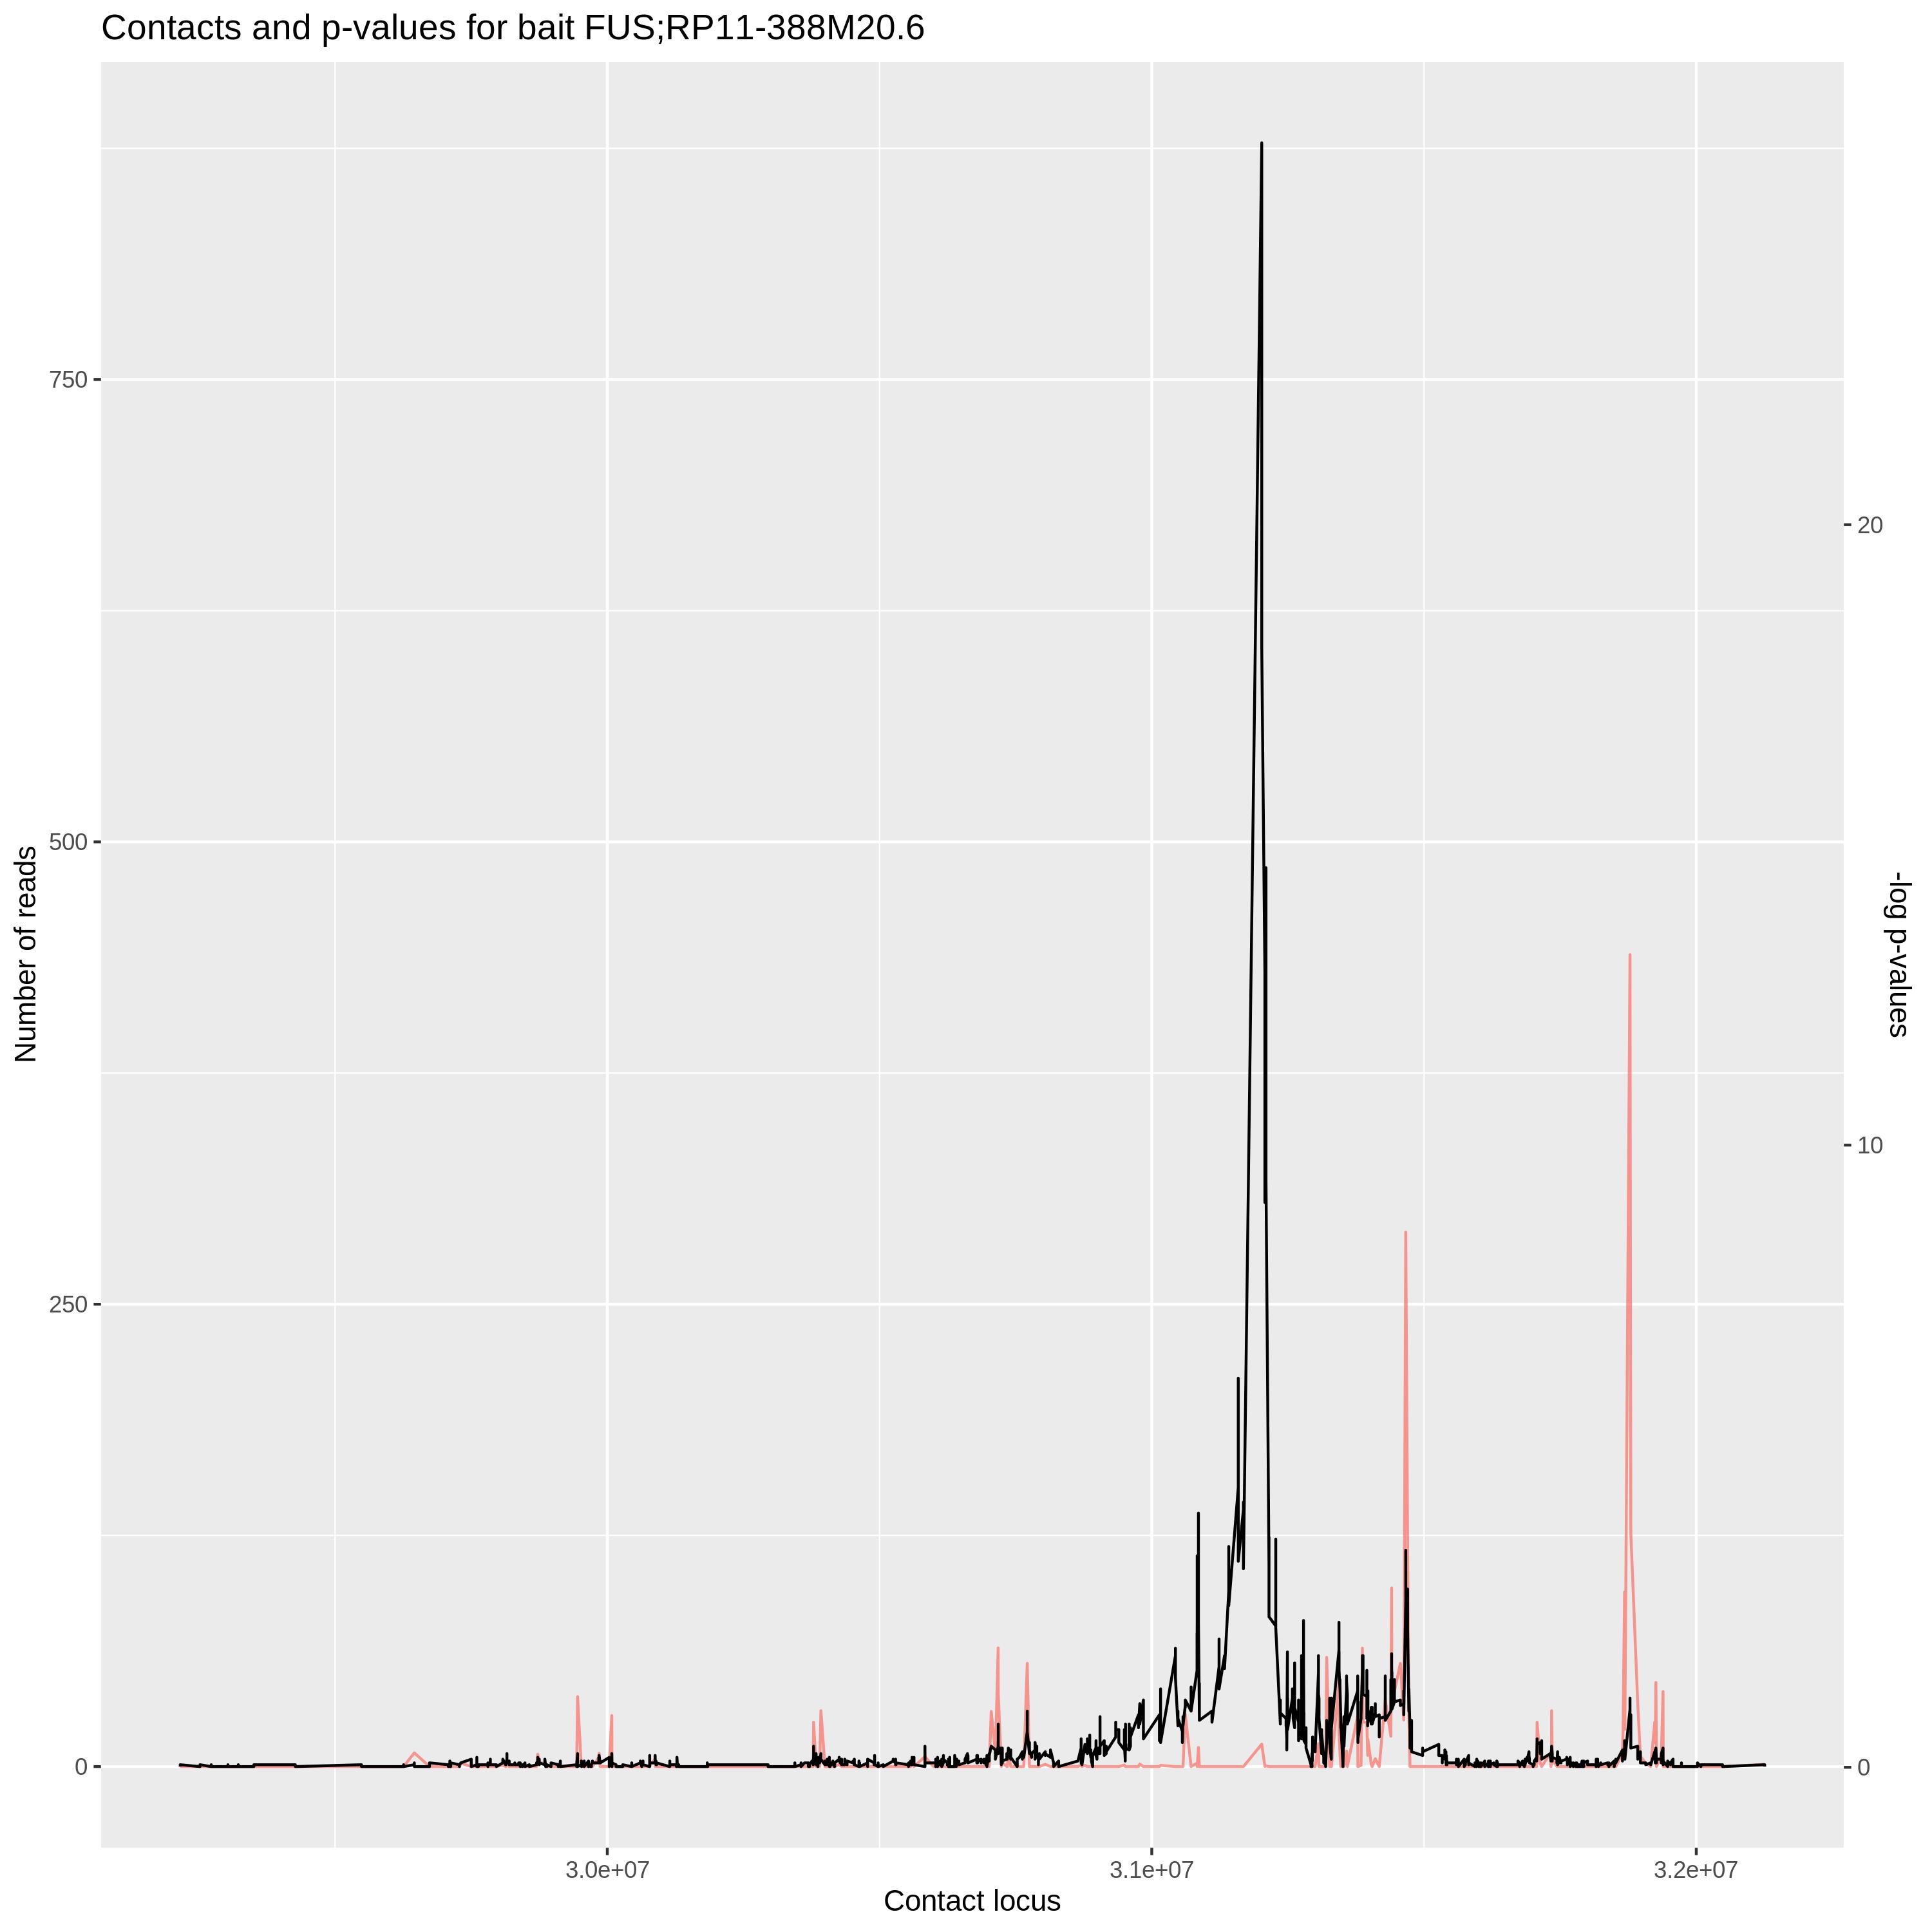 Contacts and p-values for bait FUS;RP11-388M20.6
750
500
250
0
20
10
0
Number of reads
-log p-values
3.0e+07
3.1e+07
3.2e+07
Contact locus